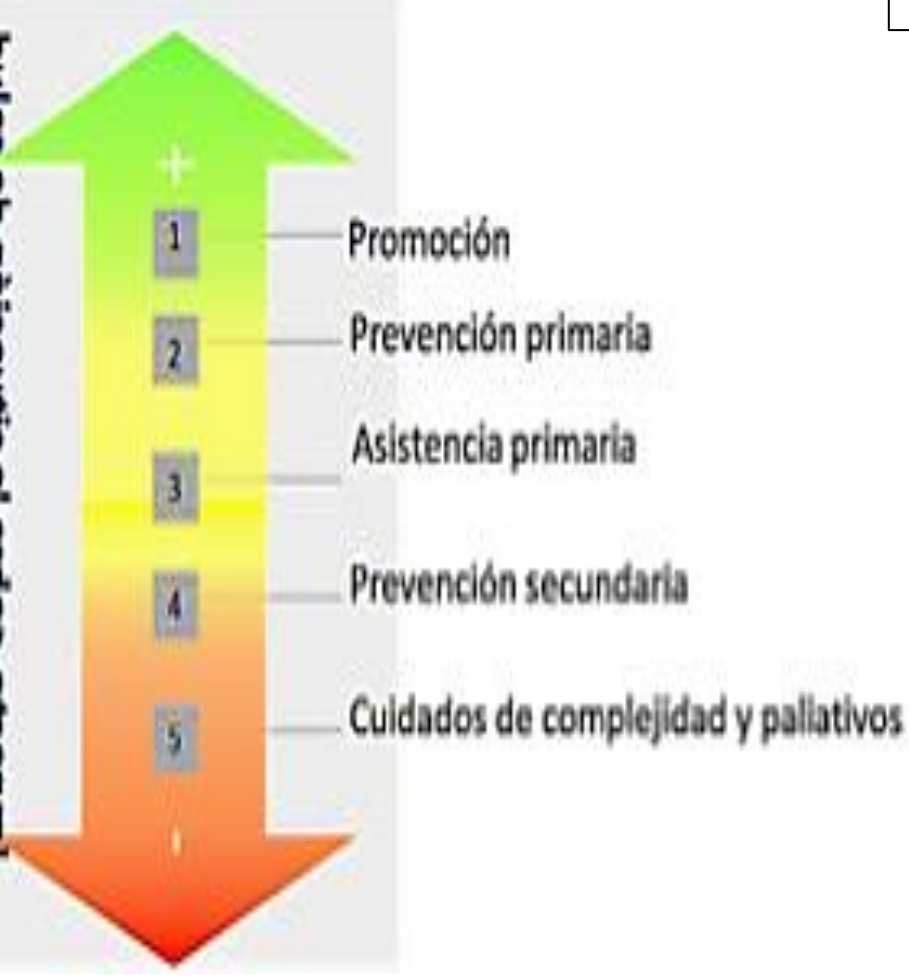 +
1
Promoción
2
Prevención primaria
3
Asistencia primaria
4
Prevención secundaria
5
Cuidados de complejidad y paliativos